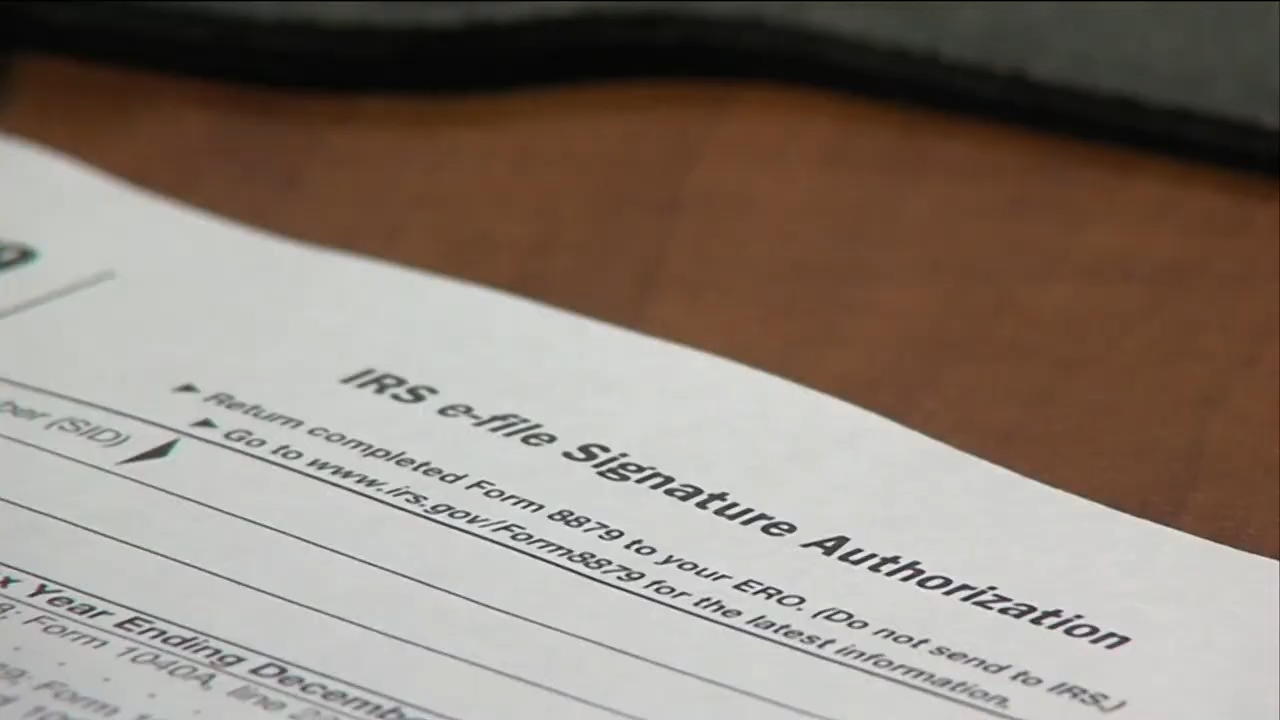 IRS e-file Signature Authorization
Return completed Form 8879 to your ERO. (Do not send to IRS.)
Go to www.irs.gov/Form8879 for the latest information.
(SID)
Year Ending December
Form 1040A, line
Form